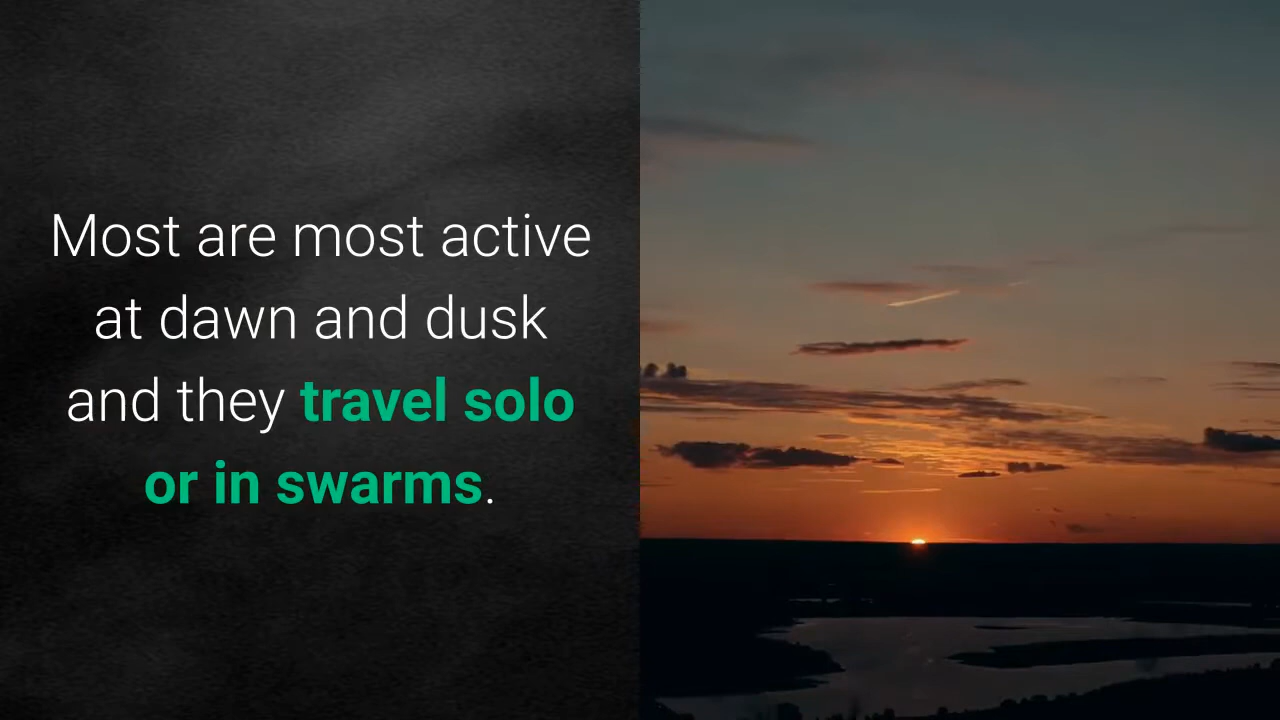 Most are most active
at dawn and dusk
and they travel solo
or in swarms.